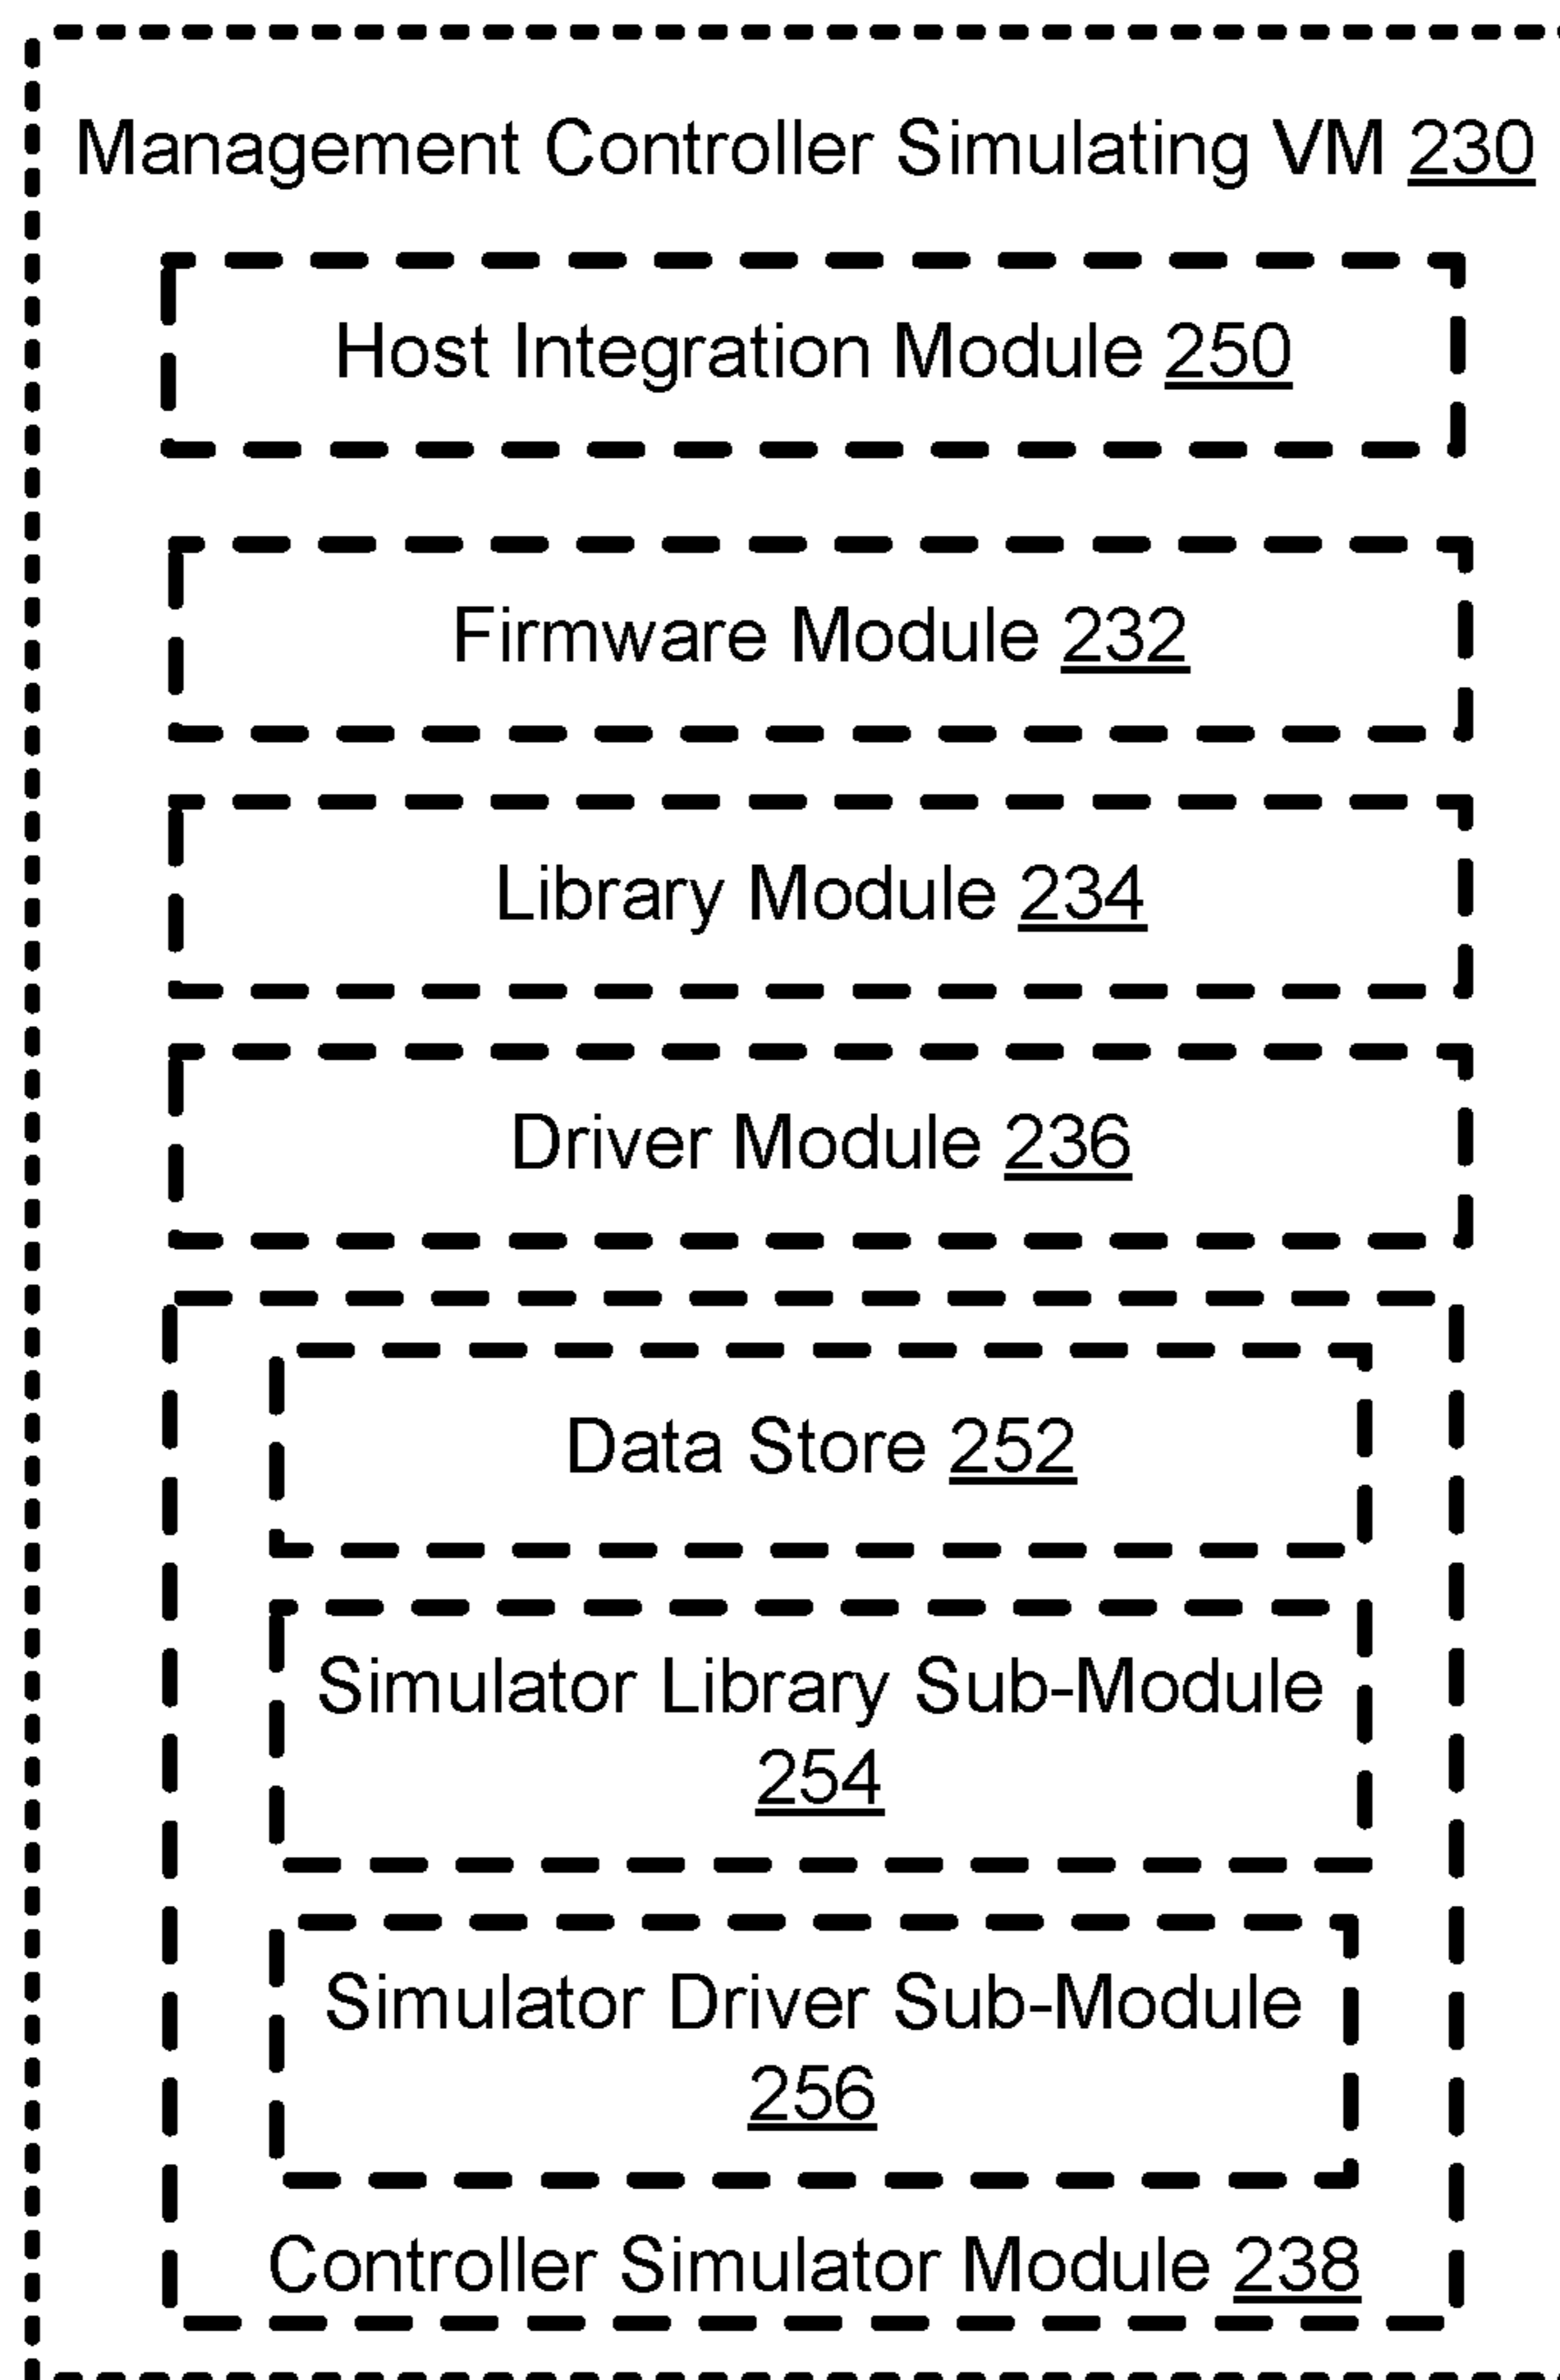 Management Controller Simulating VM 230
Host Integration Module 250
Firmware Module 232
Library Module 234
Driver Module 236
Data Store 252
Simulator Library Sub-Module
254
Simulator Driver Sub-Module
256
Controller Simulator Module 238